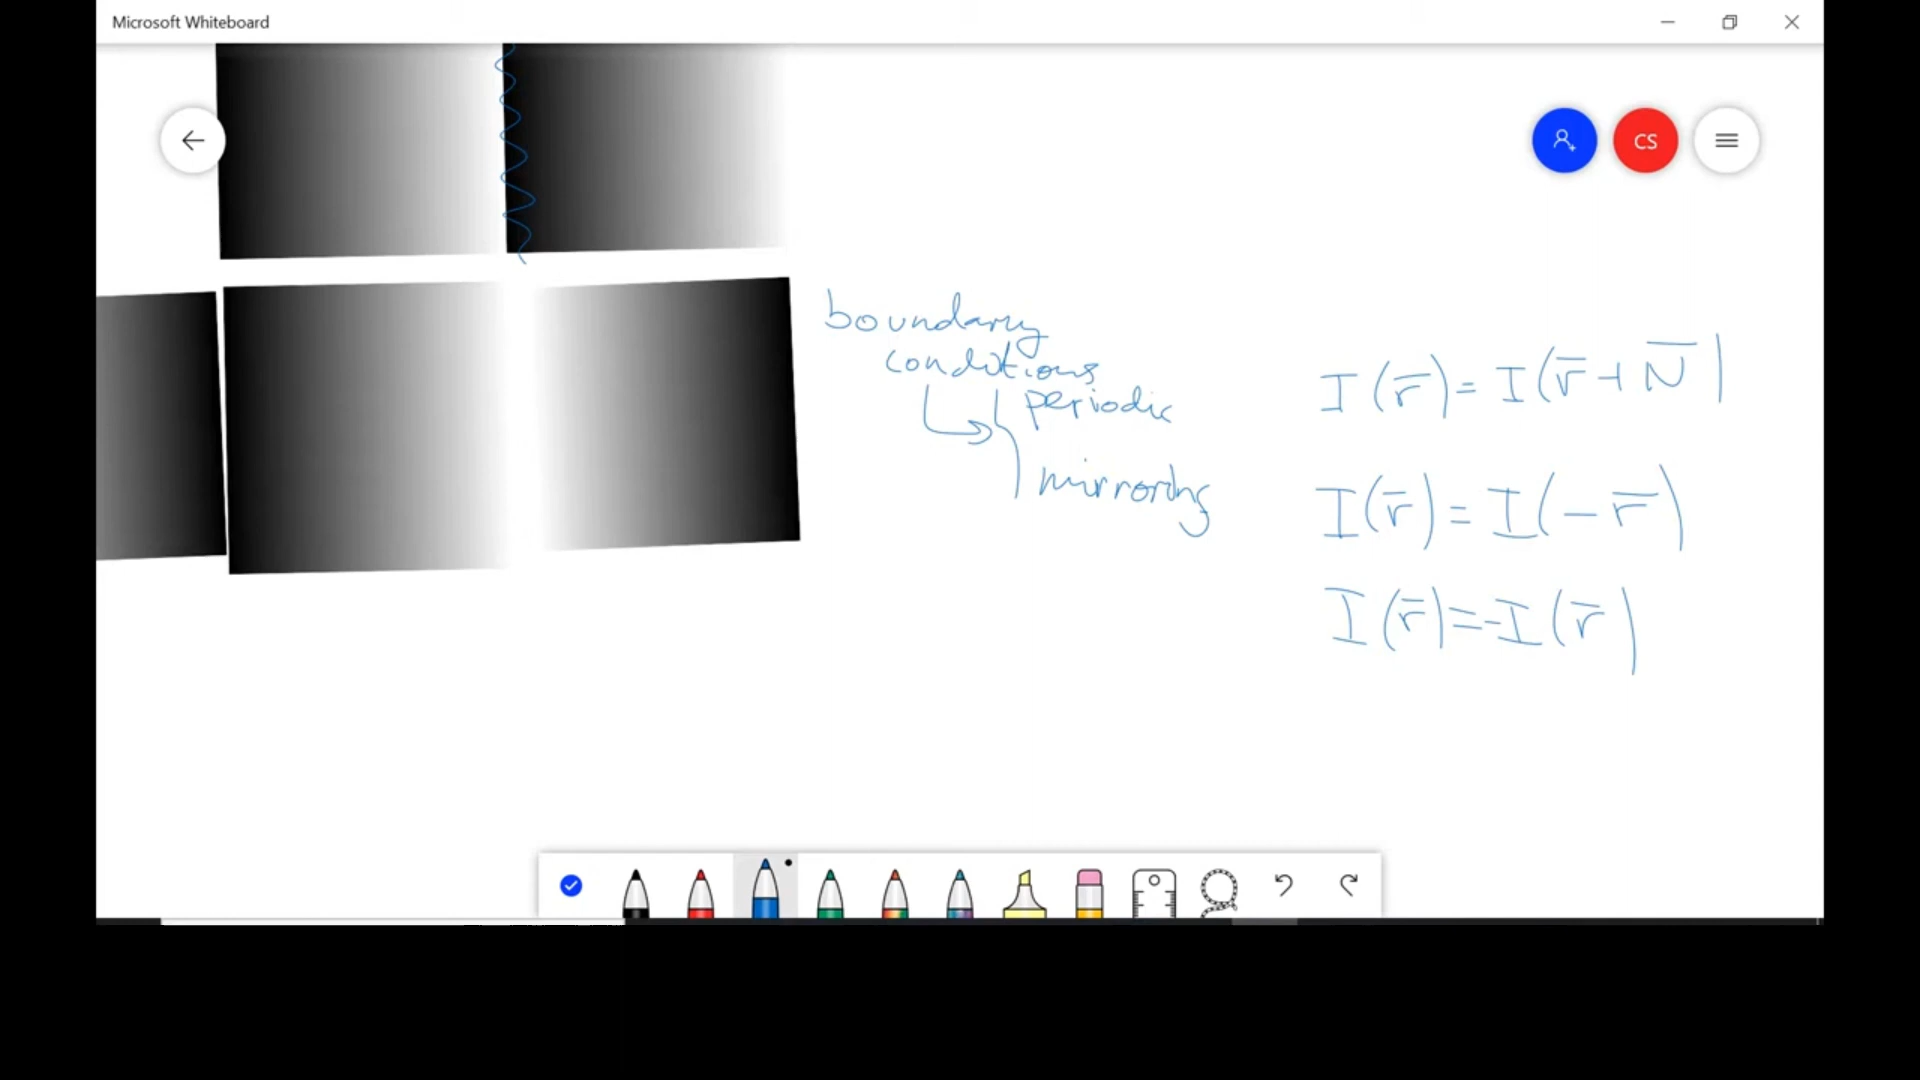 Microsoft Whiteboard
CS
boundary
conditions
periodic
mirroring
I(r̄) = I(r̄ + N̄)
I(r̄) = I(-r̄)
I(r̄) = -I(r̄)